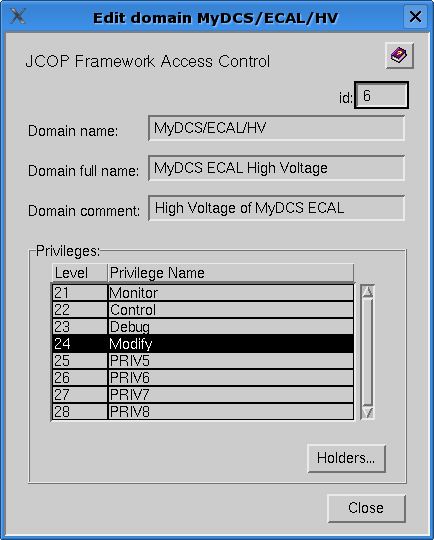 Edit domain MyDCS/ECAL/HV
JCOP Framework Access Control
id: 6
Domain name: MyDCS/ECAL/HV
Domain full name: MyDCS ECAL High Voltage
Domain comment: High Voltage of MyDCS ECAL
Privileges:
Level Privilege Name
21 Monitor
22 Control
23 Debug
24 Modify
25 PRIV5
26 PRIV6
27 PRIV7
28 PRIV8
Holders...
Close